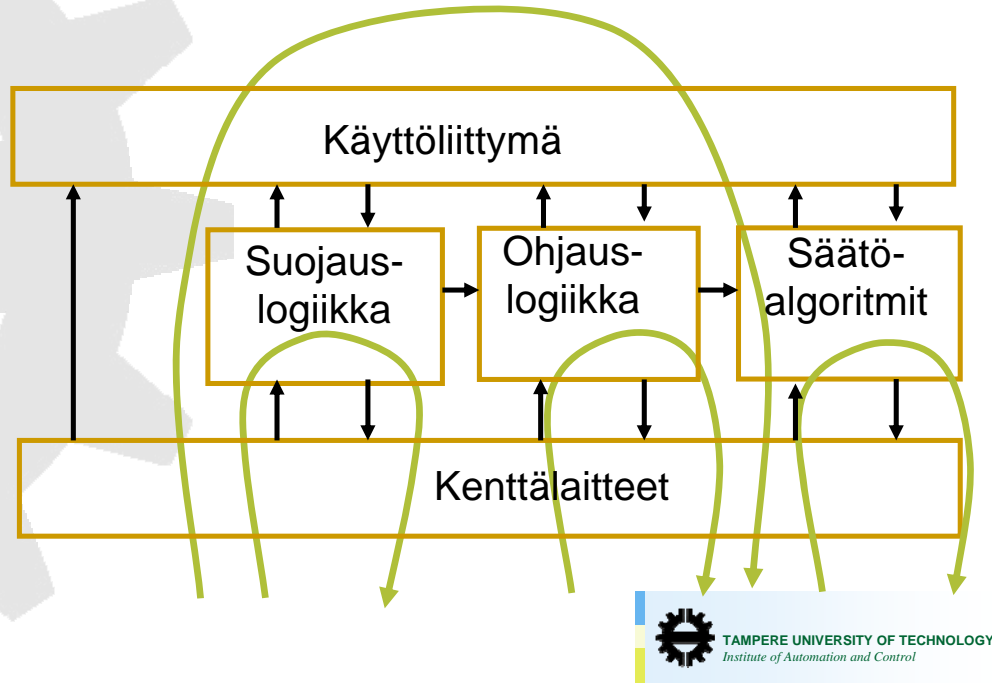 Käyttöliittymä
Suojaus-
logiikka
Ohjaus-
logiikka
Säätö-
algoritmit
Kenttälaitteet
TAMPERE UNIVERSITY OF TECHNOLOGY
Institute of Automation and Control